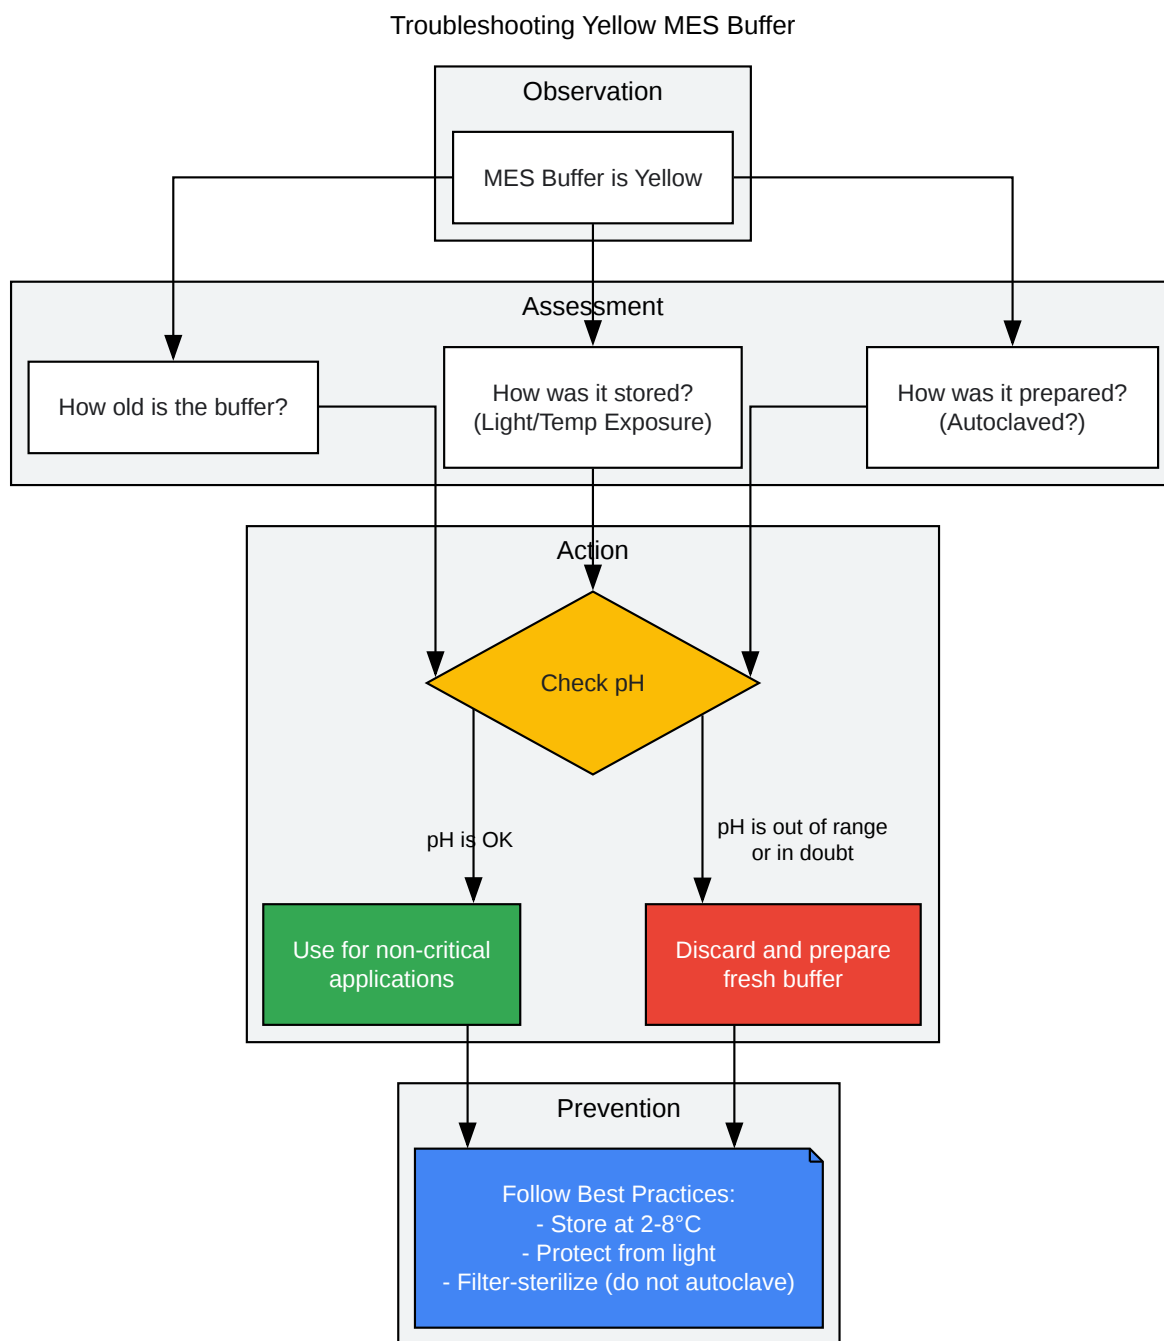 Troubleshooting Yellow MES Buffer
Observation
MES Buffer is Yellow
Assessment
How old is the buffer?
How was it stored?
(Light/Temp Exposure)
How was it prepared?
(Autoclaved?)
Action
Check pH
pH is OK
pH is out of range
or in doubt
Use for non-critical
applications
Discard and prepare
fresh buffer
Prevention
Follow Best Practices:
- Store at 2-8°C
- Protect from light
- Filter-sterilize (do not autoclave)